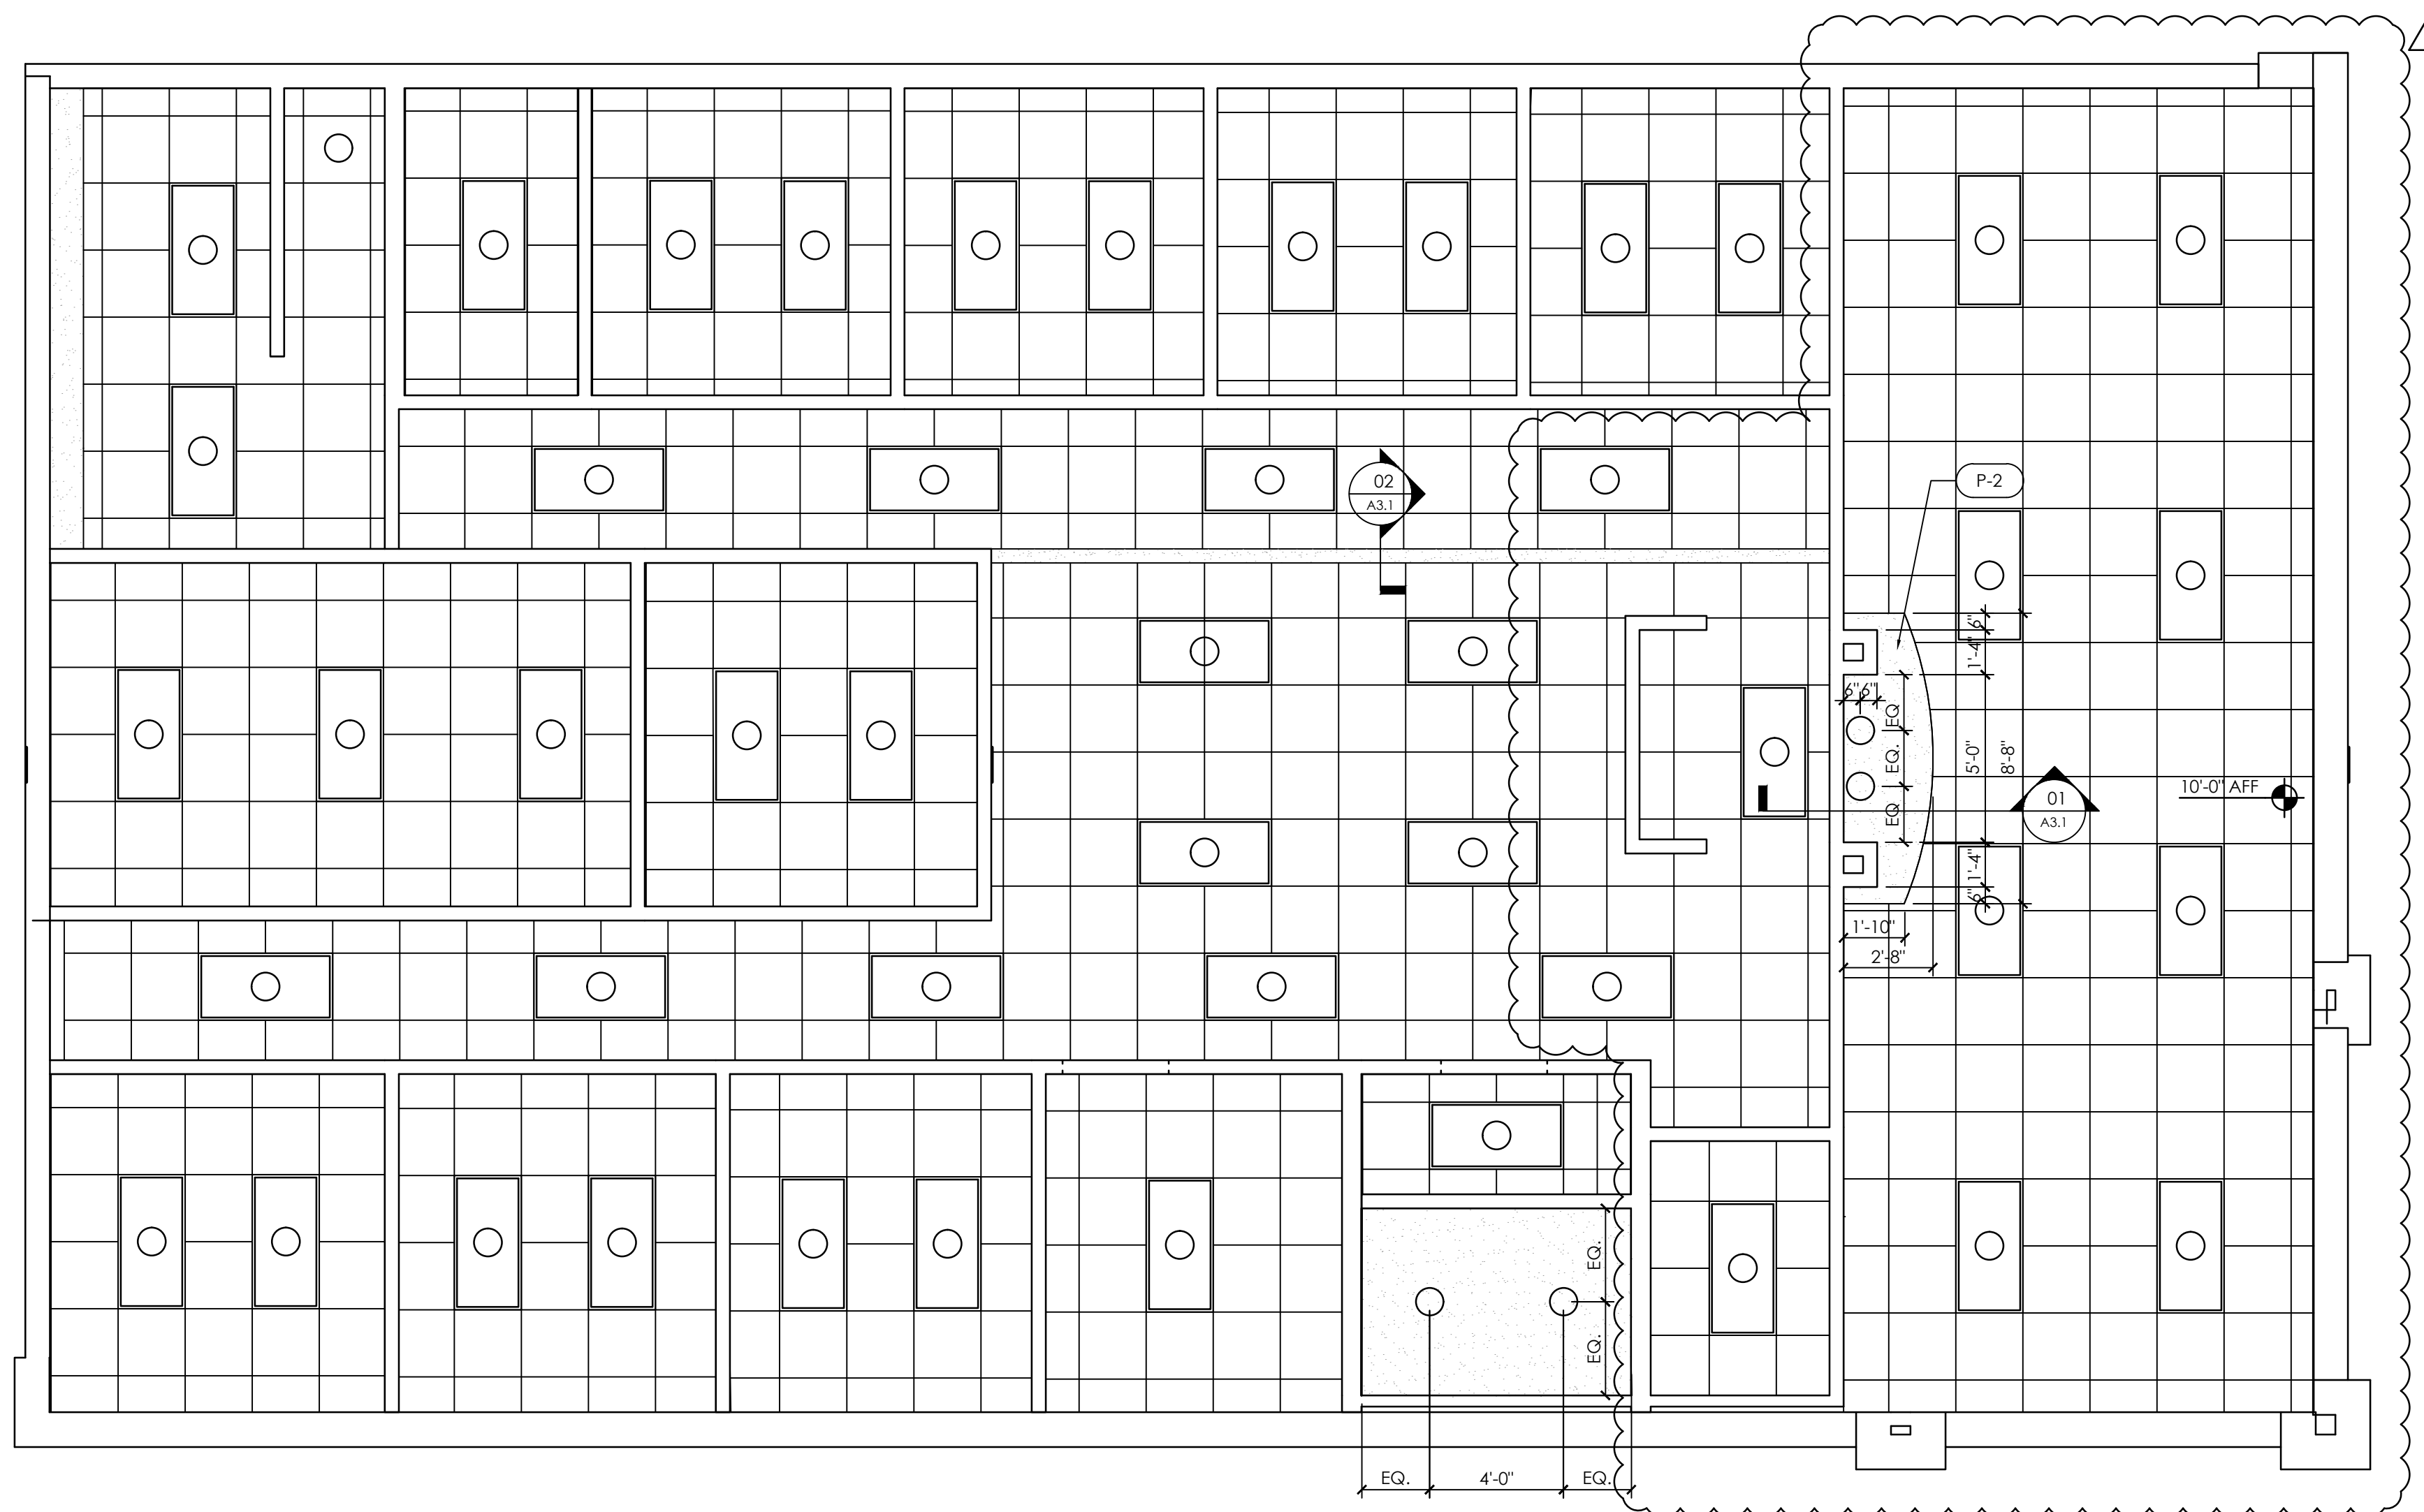 02
A3.1
P-2
6"
1'-4"
6"
6"
EQ
EQ.
EQ
5'-0"
8'-8"
10'-0" AFF
01
A3.1
1'-4"
6"
1'-10"
2'-8"
EQ.
EQ.
EQ.
4'-0"
EQ.